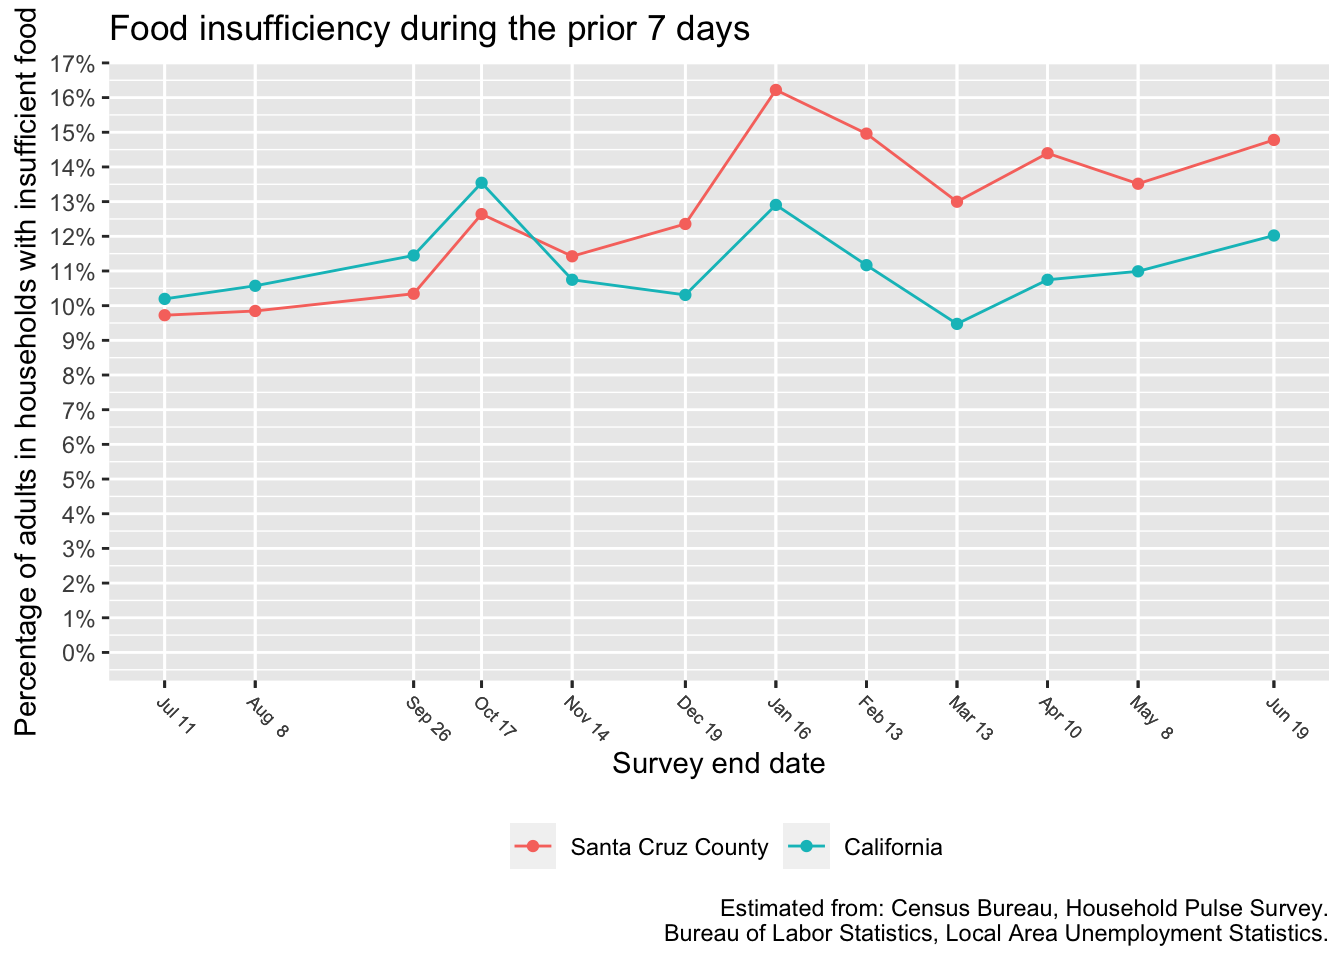 Food insufficiency during the prior 7 days
Percentage of adults in households with insufficient food
17%
16%
15%
14%
13%
12%
11%
10%
9%
8%
7%
6%
5%
4%
3%
2%
1%
0%
Jul 11
Aug 8
Sep 26
Oct 17
Nov 14
Dec 19
Jan 16
Feb 13
Mar 13
Apr 10
May 8
Jun 19
Survey end date
Santa Cruz County
California
Estimated from: Census Bureau, Household Pulse Survey.
Bureau of Labor Statistics, Local Area Unemployment Statistics.